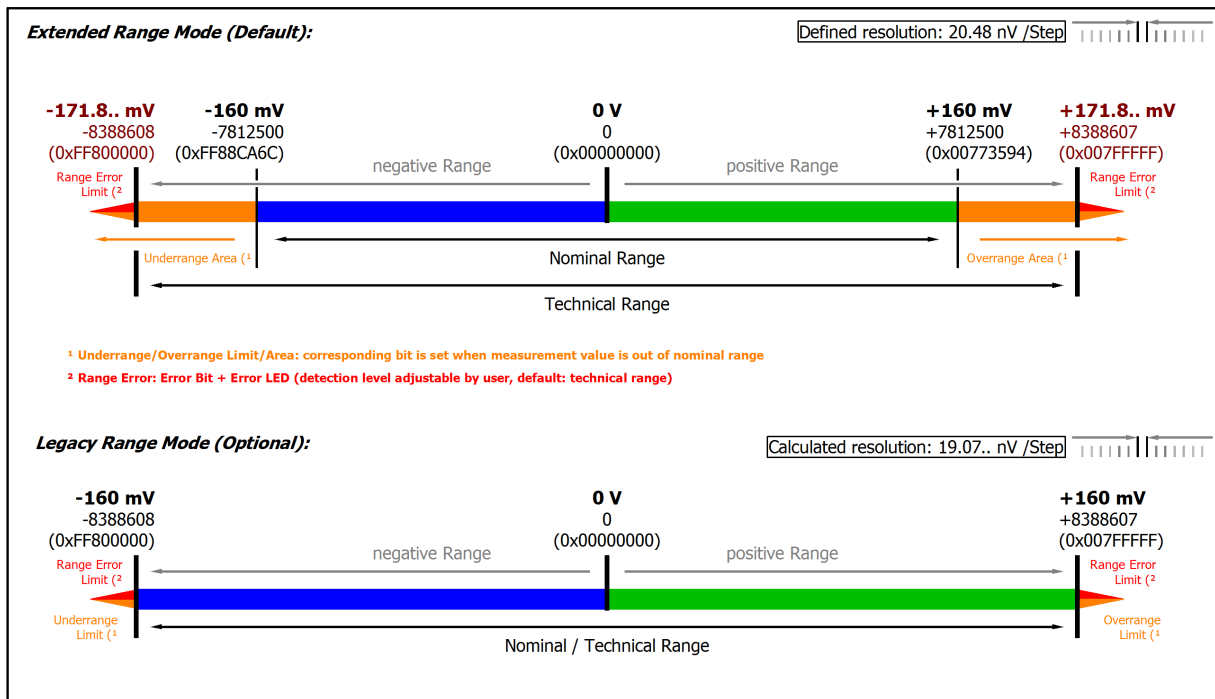 Extended Range Mode (Default):
Defined resolution: 20.48 nV /Step
-171.8.. mV
-8388608
(0xFF800000)
-160 mV
-7812500
(0xFF88CA6C)
0 V
0
(0x00000000)
+160 mV
+7812500
(0x00773594)
+171.8.. mV
+8388607
(0x007FFFFF)
negative Range
positive Range
Range Error
Limit (²
Range Error
Limit (²
Underrange Area (¹
Nominal Range
Overrange Area (¹
Technical Range
¹ Underrange/Overrange Limit/Area: corresponding bit is set when measurement value is out of nominal range
² Range Error: Error Bit + Error LED (detection level adjustable by user, default: technical range)
Legacy Range Mode (Optional):
Calculated resolution: 19.07.. nV /Step
-160 mV
-8388608
(0xFF800000)
0 V
0
(0x00000000)
+160 mV
+8388607
(0x007FFFFF)
negative Range
positive Range
Range Error
Limit (²
Range Error
Limit (²
Underrange
Limit (¹
Overrange
Limit (¹
Nominal / Technical Range